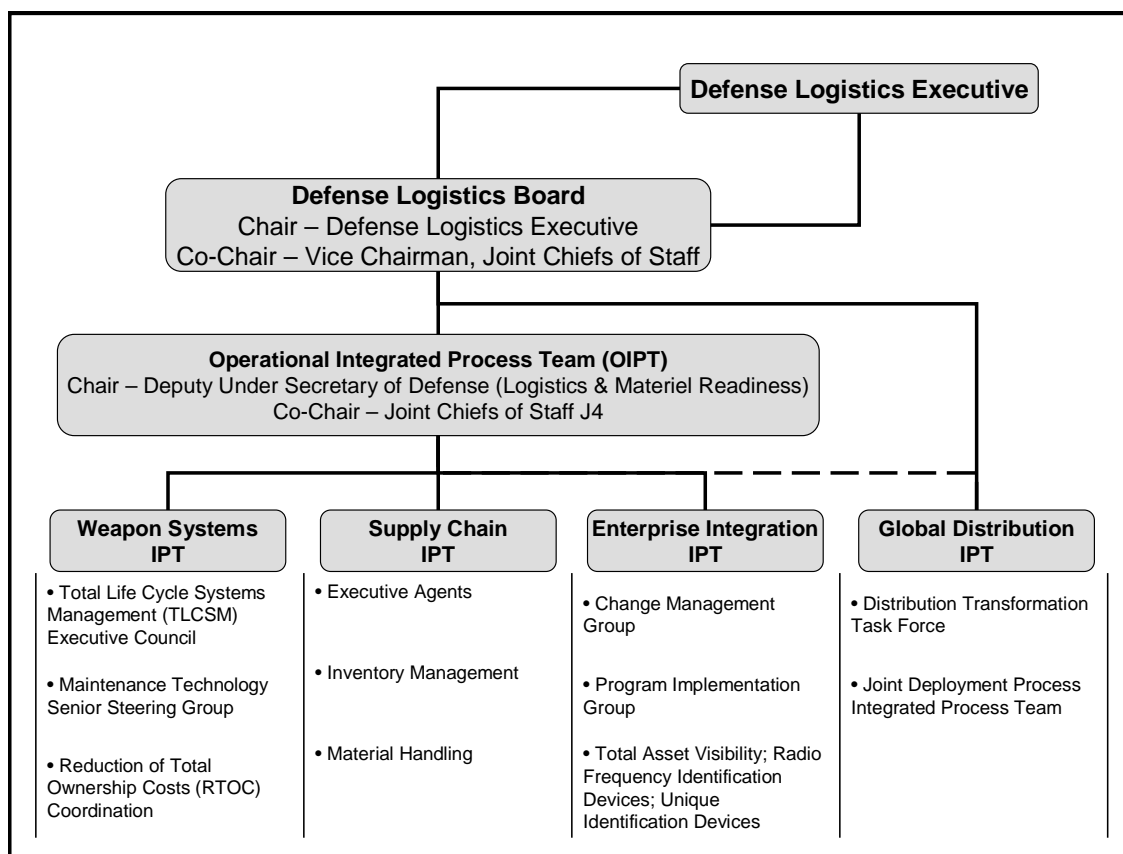 Defense Logistics Executive
Defense Logistics Board
Chair – Defense Logistics Executive
Co-Chair – Vice Chairman, Joint Chiefs of Staff
Operational Integrated Process Team (OIPT)
Chair – Deputy Under Secretary of Defense (Logistics & Materiel Readiness)
Co-Chair – Joint Chiefs of Staff J4
Weapon Systems
IPT
• Total Life Cycle Systems
Management (TLCSM)
Executive Council
• Maintenance Technology
Senior Steering Group
• Reduction of Total
Ownership Costs (RTOC)
Coordination
Supply Chain
IPT
• Executive Agents
• Inventory Management
• Material Handling
Enterprise Integration
IPT
• Change Management
Group
• Program Implementation
Group
• Total Asset Visibility; Radio
Frequency Identification
Devices; Unique
Identification Devices
Global Distribution
IPT
• Distribution Transformation
Task Force
• Joint Deployment Process
Integrated Process Team